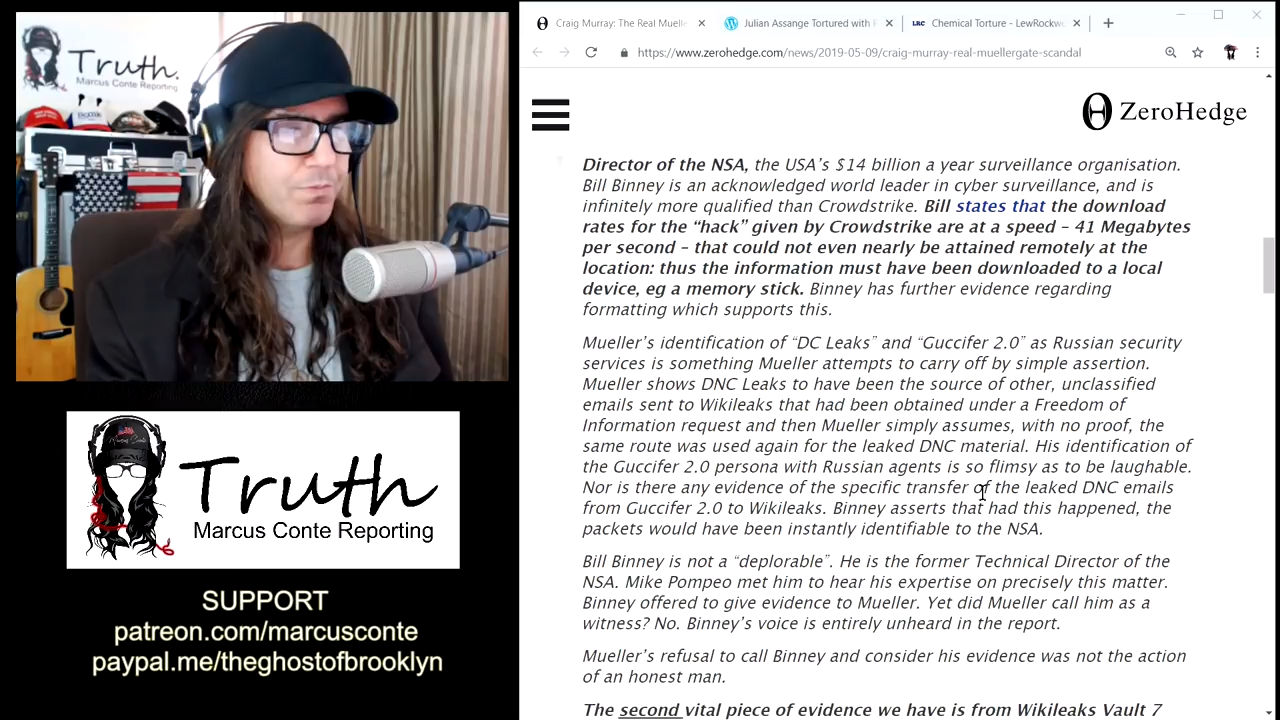 Truth.
Marcus Conte Reporting
Truth
Marcus Conte Reporting
SUPPORT
patreon.com/marcusconte
paypal.me/theghostofbrooklyn
Craig Murray: The Real Muelle
Julian Assange Tortured with
LRC Chemical Torture - LewRockw
https://www.zerohedge.com/news/2019-05-09/craig-murray-real-muellergate-scandal
ZeroHedge
Director of the NSA, the USA's $14 billion a year surveillance organisation.
Bill Binney is an acknowledged world leader in cyber surveillance, and is
infinitely more qualified than Crowdstrike. Bill states that the download
rates for the “hack” given by Crowdstrike are at a speed – 41 Megabytes
per second – that could not even nearly be attained remotely at the
location: thus the information must have been downloaded to a local
device, eg a memory stick. Binney has further evidence regarding
formatting which supports this.
Mueller's identification of “DC Leaks” and “Guccifer 2.0” as Russian security
services is something Mueller attempts to carry off by simple assertion.
Mueller shows DNC Leaks to have been the source of other, unclassified
emails sent to Wikileaks that had been obtained under a Freedom of
Information request and then Mueller simply assumes, with no proof, the
same route was used again for the leaked DNC material. His identification of
the Guccifer 2.0 persona with Russian agents is so flimsy as to be laughable.
Nor is there any evidence of the specific transfer of the leaked DNC emails
from Guccifer 2.0 to Wikileaks. Binney asserts that had this happened, the
packets would have been instantly identifiable to the NSA.
Bill Binney is not a “deplorable”. He is the former Technical Director of the
NSA. Mike Pompeo met him to hear his expertise on precisely this matter.
Binney offered to give evidence to Mueller. Yet did Mueller call him as a
witness? No. Binney's voice is entirely unheard in the report.
Mueller's refusal to call Binney and consider his evidence was not the action
of an honest man.
The second vital piece of evidence we have is from Wikileaks Vault 7